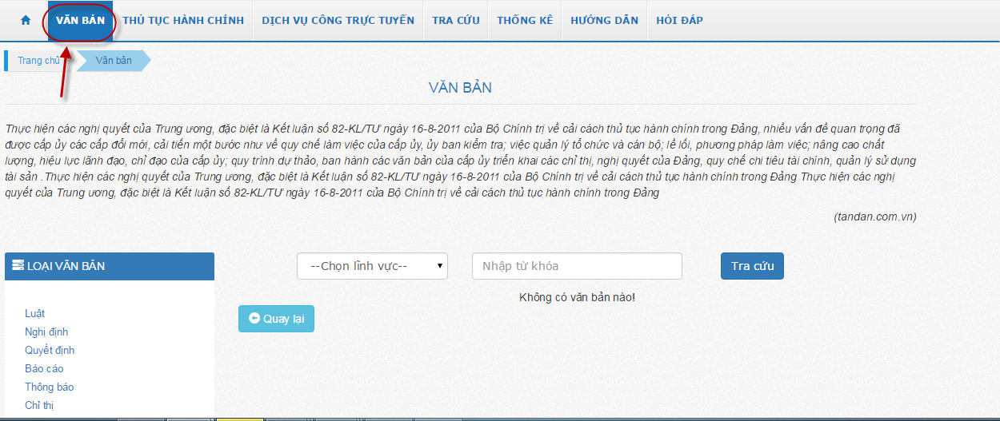 VĂN BẢN THỦ TỤC HÀNH CHÍNH DỊCH VỤ CÔNG TRỰC TUYẾN TRA CỨU THỐNG KÊ HƯỚNG DẪN HỎI ĐÁP
Trang chủ Văn bản
VĂN BẢN
Thực hiện các nghị quyết của Trung ương, đặc biệt là Kết luận số 82-KL/TƯ ngày 16-8-2011 của Bộ Chính trị về cải cách thủ tục hành chính trong Đảng, nhiều vấn đề quan trọng đã
được cấp ủy các cấp đổi mới, cải tiến một bước như về quy chế làm việc của cấp ủy, ủy ban kiểm tra; việc quản lý tổ chức và cán bộ; lề lối, phương pháp làm việc; nâng cao chất
lượng, hiệu lực lãnh đạo, chỉ đạo của cấp ủy; quy trình dự thảo, ban hành các văn bản của cấp ủy triển khai các chỉ thị, nghị quyết của Đảng, quy chế chi tiêu tài chính, quản lý sử dụng
tài sản .Thực hiện các nghị quyết của Trung ương, đặc biệt là Kết luận số 82-KL/TƯ ngày 16-8-2011 của Bộ Chính trị về cải cách thủ tục hành chính trong Đảng Thực hiện các nghị
quyết của Trung ương, đặc biệt là Kết luận số 82-KL/TƯ ngày 16-8-2011 của Bộ Chính trị về cải cách thủ tục hành chính trong Đảng
(tandan.com.vn)
LOẠI VĂN BẢN
--Chọn lĩnh vực-- Nhập từ khóa Tra cứu
Không có văn bản nào!
Quay lại
Luật
Nghị định
Quyết định
Báo cáo
Thông báo
Chỉ thị